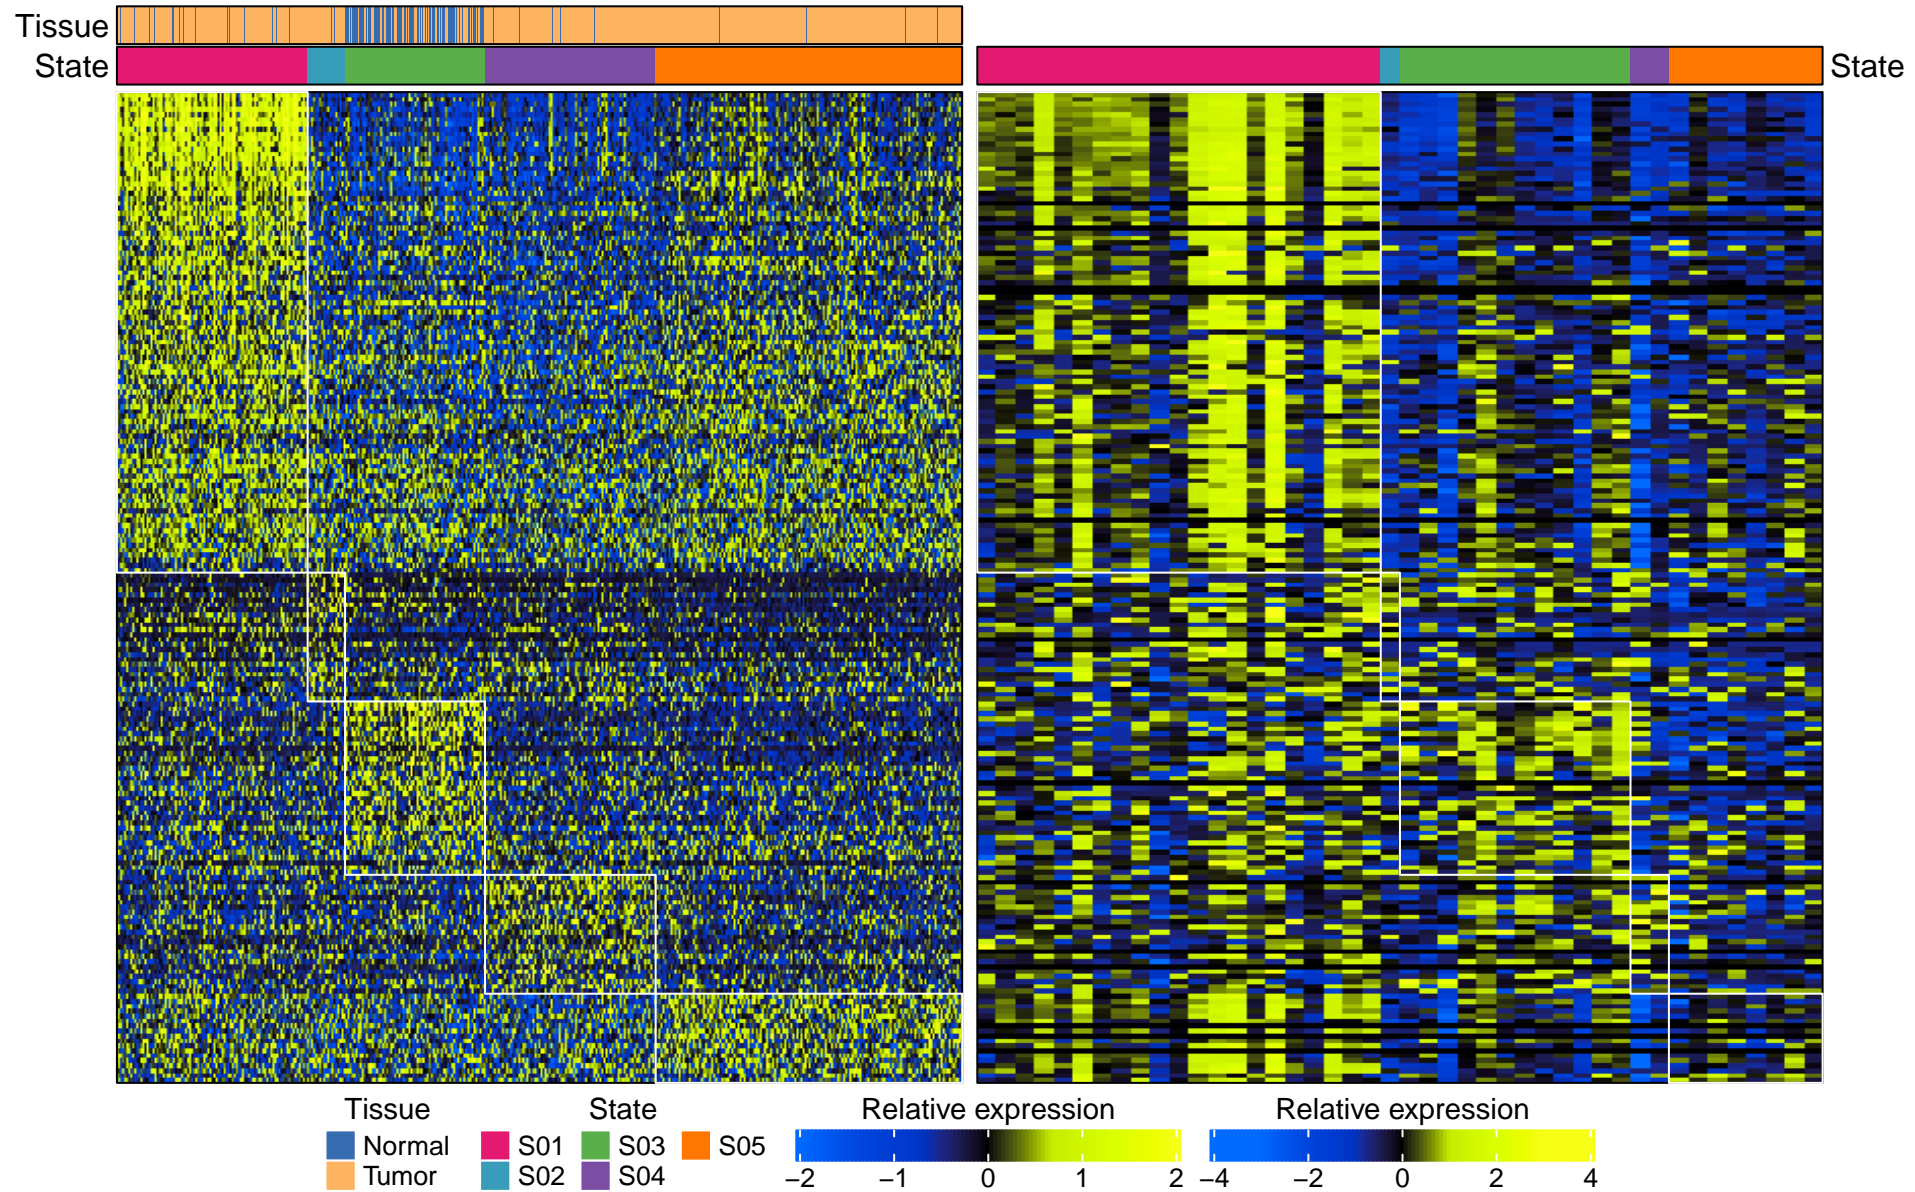 Tissue
State
State
Tissue State Relative expression Relative expression
Normal S01 S03 S05
Tumor S02 S04
−2 −1 0 1 2 −4 −2 0 2 4